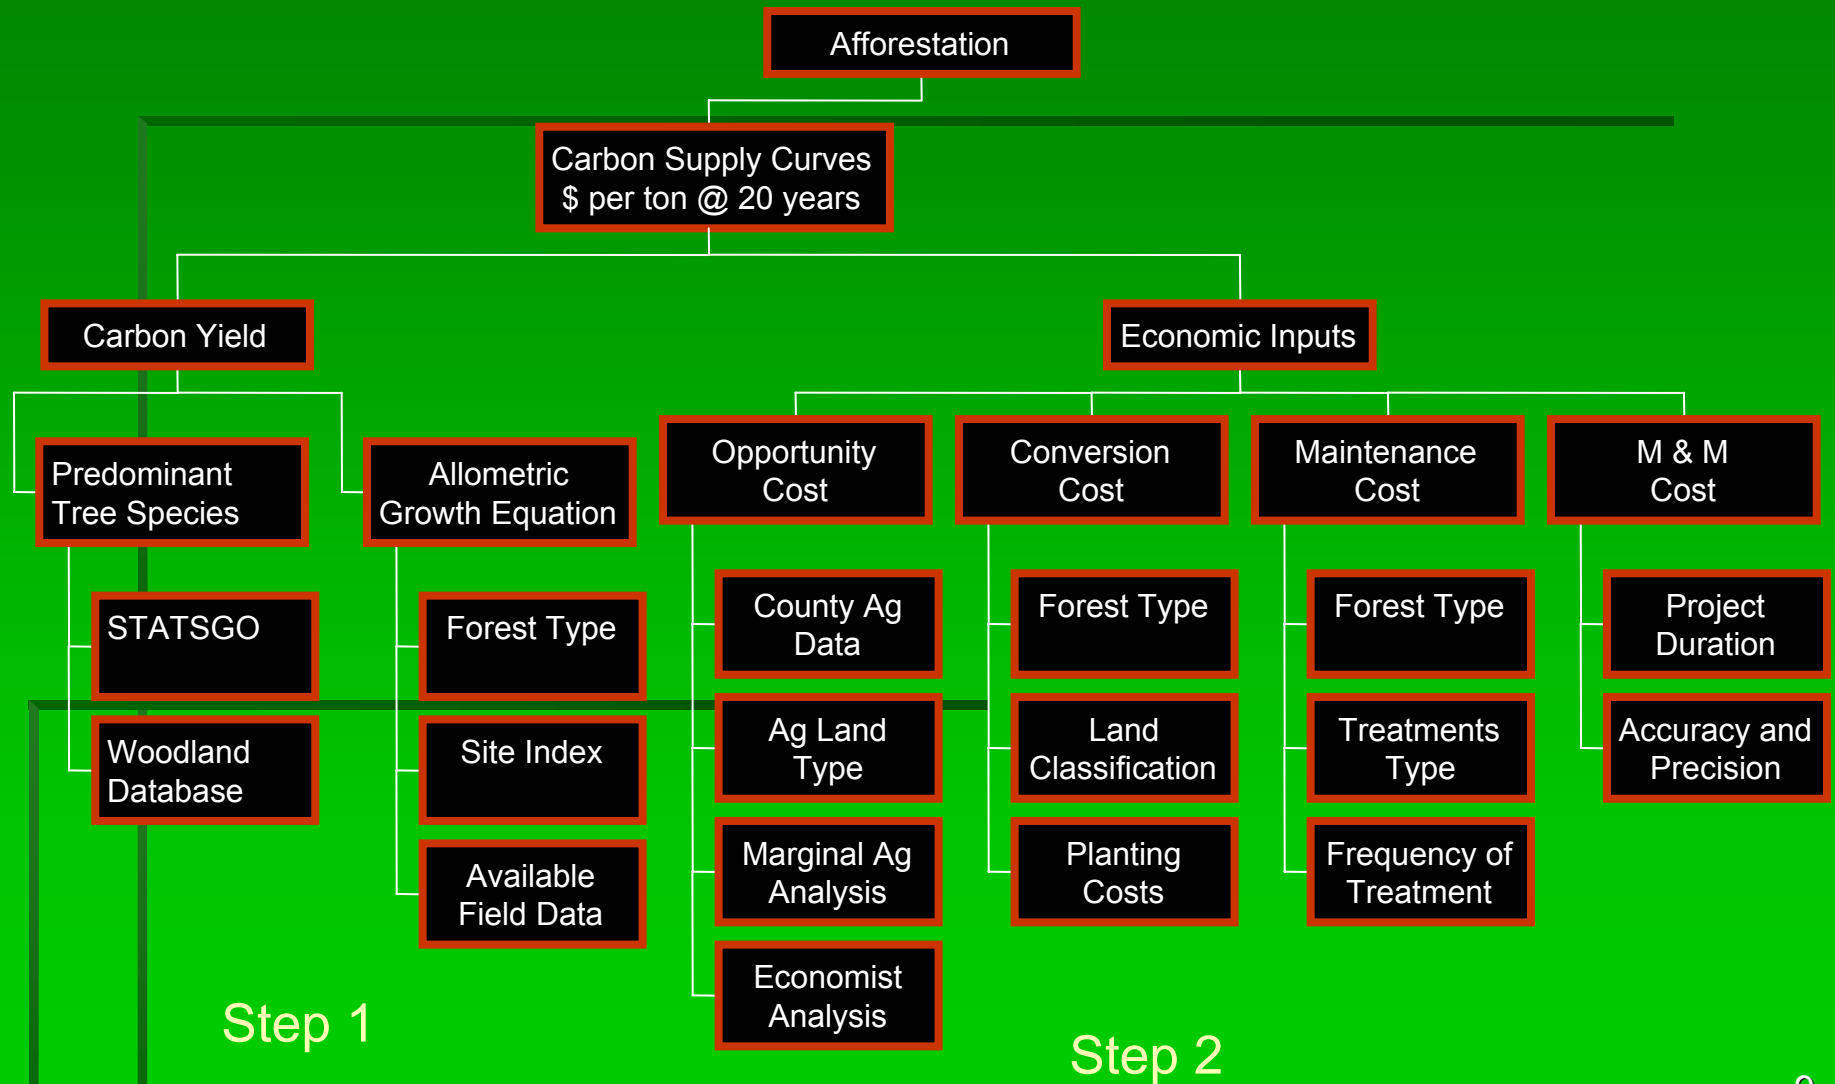 Afforestation
Carbon Supply Curves
$ per ton @ 20 years
Carbon Yield
Economic Inputs
Predominant
Tree Species
Allometric
Growth Equation
Opportunity
Cost
Conversion
Cost
Maintenance
Cost
M & M
Cost
STATSGO
Woodland
Database
Forest Type
Site Index
Available
Field Data
County Ag
Data
Ag Land
Type
Marginal Ag
Analysis
Economist
Analysis
Forest Type
Land
Classification
Planting
Costs
Forest Type
Treatments
Type
Frequency of
Treatment
Project
Duration
Accuracy and
Precision
Step 1
Step 2